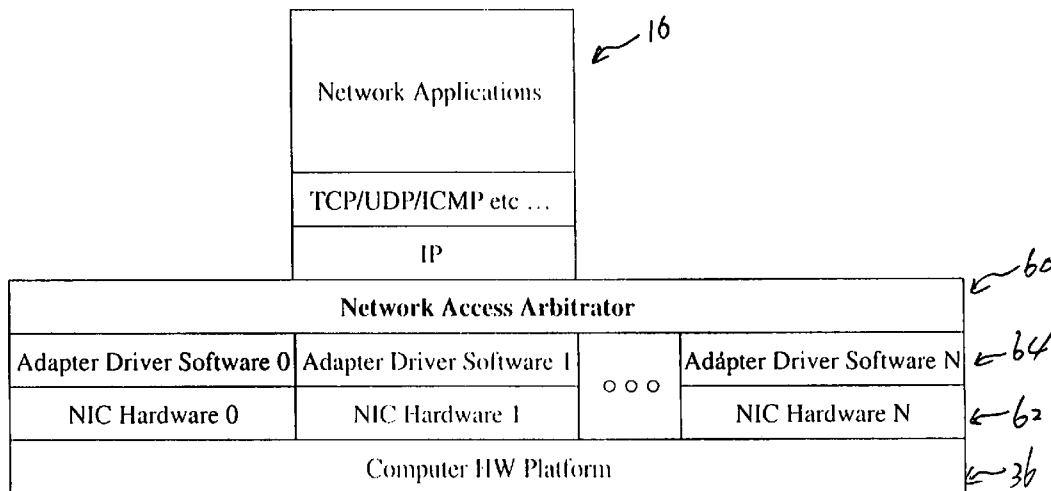 16
Network Applications
TCP/UDP/ICMP etc ...
IP
60
Network Access Arbitrator
Adapter Driver Software 0 Adapter Driver Software 1 ○ ○ ○ Adapter Driver Software N 64
NIC Hardware 0 NIC Hardware 1 NIC Hardware N 62
Computer HW Platform 36